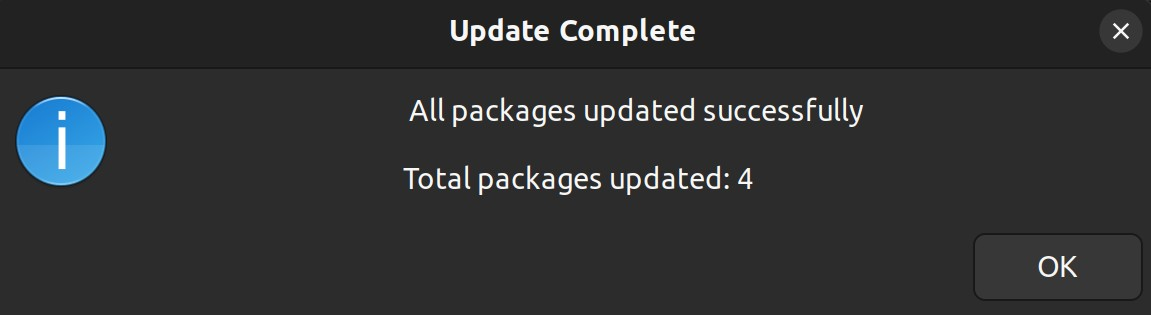 Update Complete
All packages updated successfully
Total packages updated: 4
OK